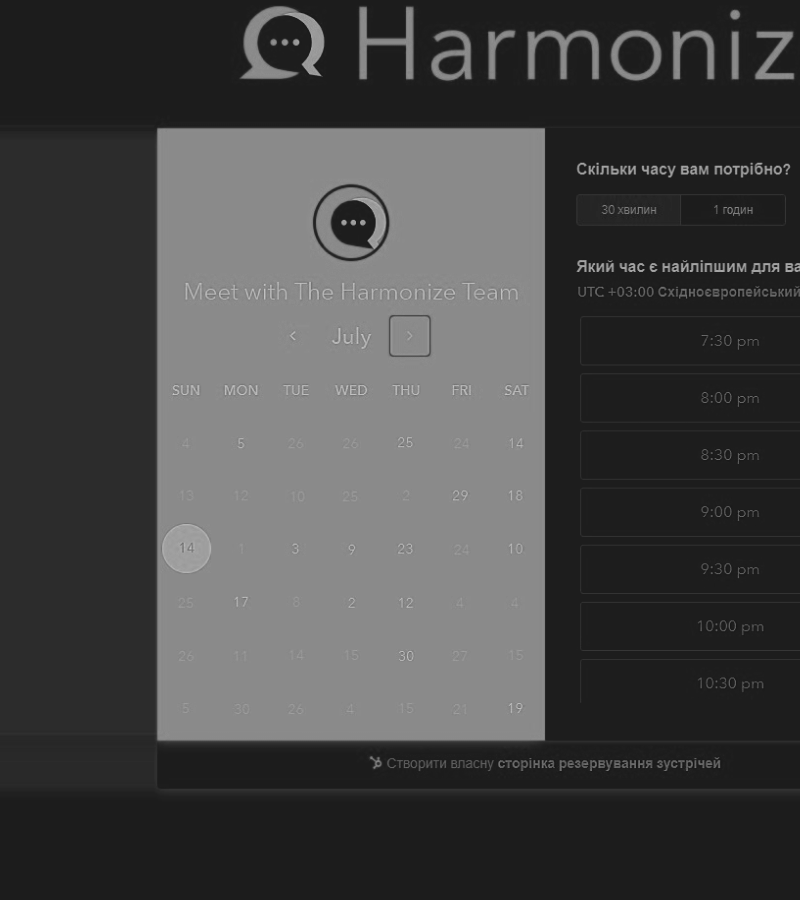 Harmoniz
Meet with The Harmonize Team
July
SUN MON TUE WED THU FRI SAT
4 5 26 26 25 24 14
13 12 10 25 2 29 18
14 1 3 9 23 24 10
25 17 8 2 12 4 4
26 11 14 15 30 27 15
5 30 26 4 15 21 19
Скільки часу вам потрібно?
30 хвилин 1 годин
Який час є найліпшим для ва
UTC +03:00 Східноєвропейський
7:30 pm
8:00 pm
8:30 pm
9:00 pm
9:30 pm
10:00 pm
10:30 pm
Створити власну сторінка резервування зустрічей